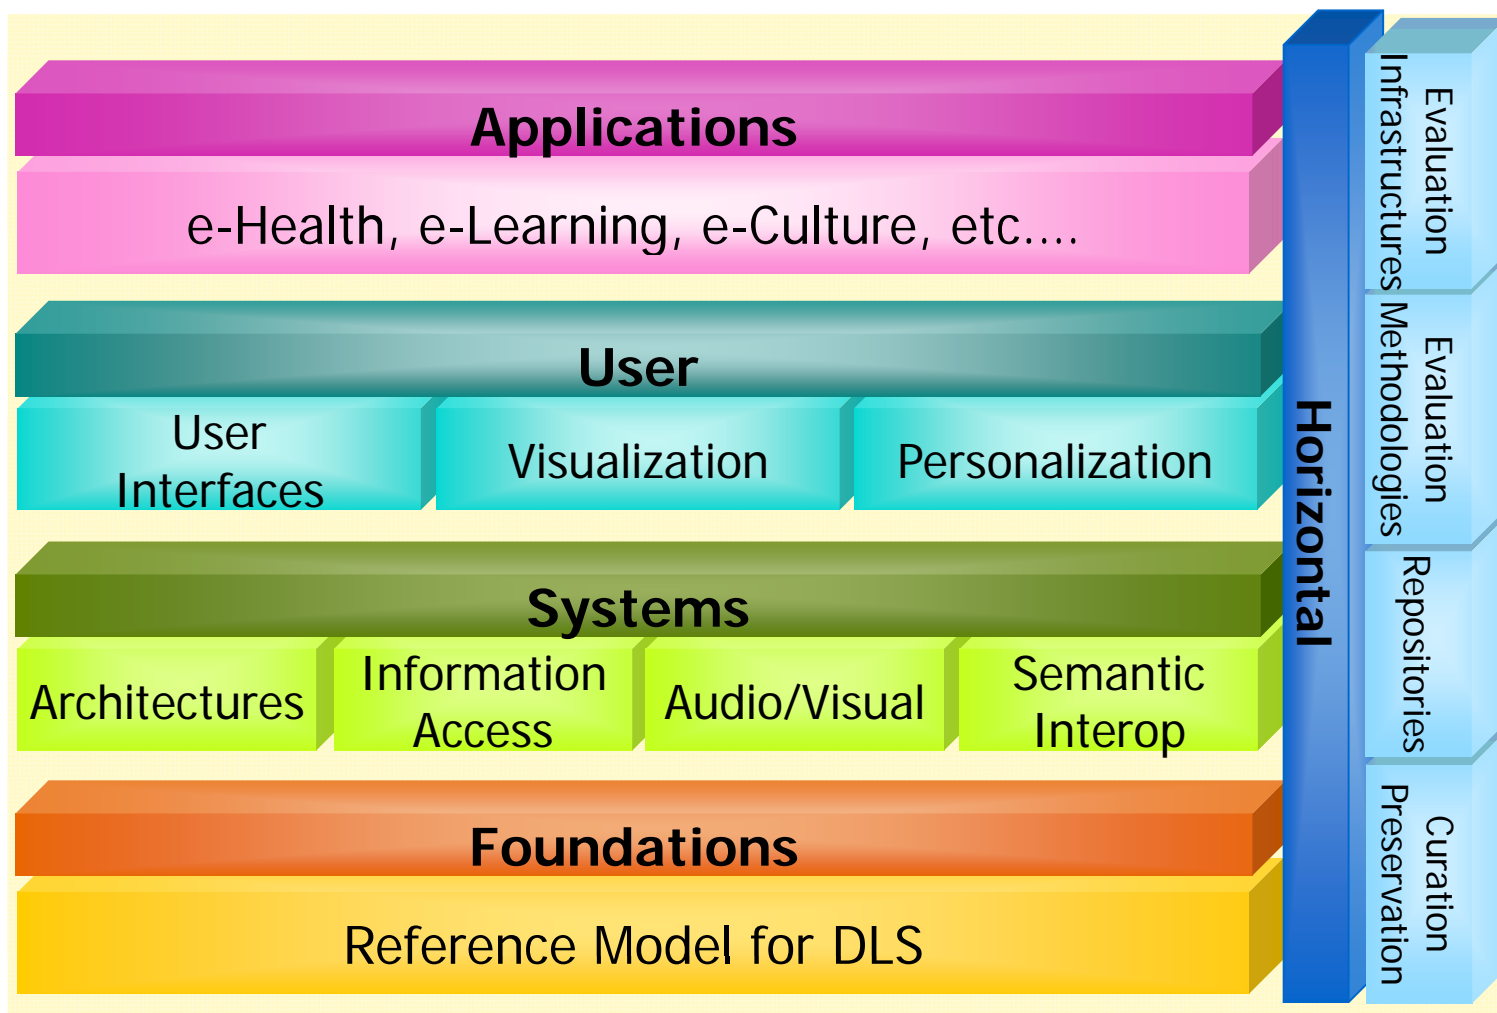 Applications
e-Health, e-Learning, e-Culture, etc....
User
User
Interfaces
Visualization
Personalization
Systems
Architectures
Information
Access
Audio/Visual
Semantic
Interop
Foundations
Reference Model for DLS
Horizontal
Evaluation
Infrastructures
Evaluation
Methodologies
Repositories
Curation
Preservation